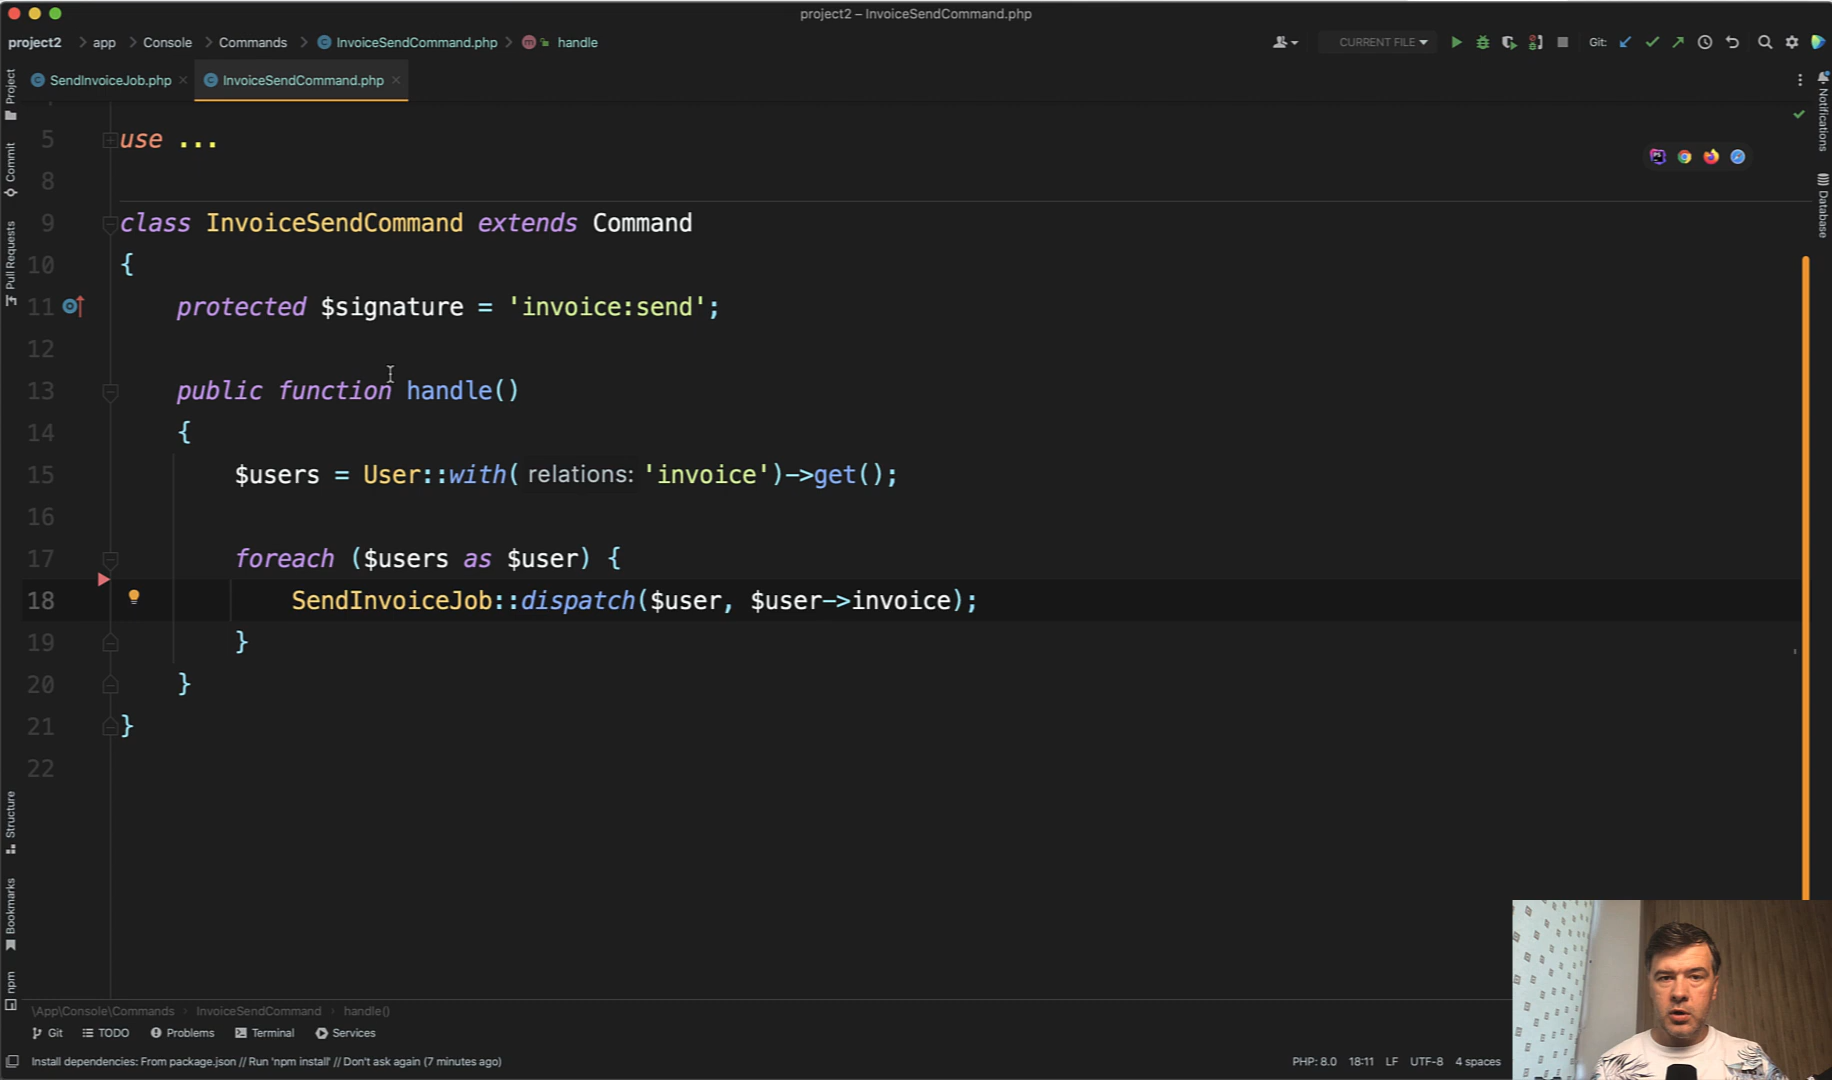 project2 – InvoiceSendCommand.php
project2 app Console Commands InvoiceSendCommand.php handle
CURRENT FILE
Git:
SendInvoiceJob.php InvoiceSendCommand.php
Project
Commit
Pull Requests
Structure
Bookmarks
npm
Notifications
Database
5 use ...
8
9 class InvoiceSendCommand extends Command
10 {
11 protected $signature = 'invoice:send';
12
13 public function handle()
14 {
15 $users = User::with( relations: 'invoice')->get();
16
17 foreach ($users as $user) {
18 SendInvoiceJob::dispatch($user, $user->invoice);
19 }
20 }
21 }
22
\App\Console\Commands InvoiceSendCommand handle()
Git TODO Problems Terminal Services
Install dependencies: From package.json // Run 'npm install' // Don't ask again (7 minutes ago)
PHP: 8.0 18:11 LF UTF-8 4 spaces